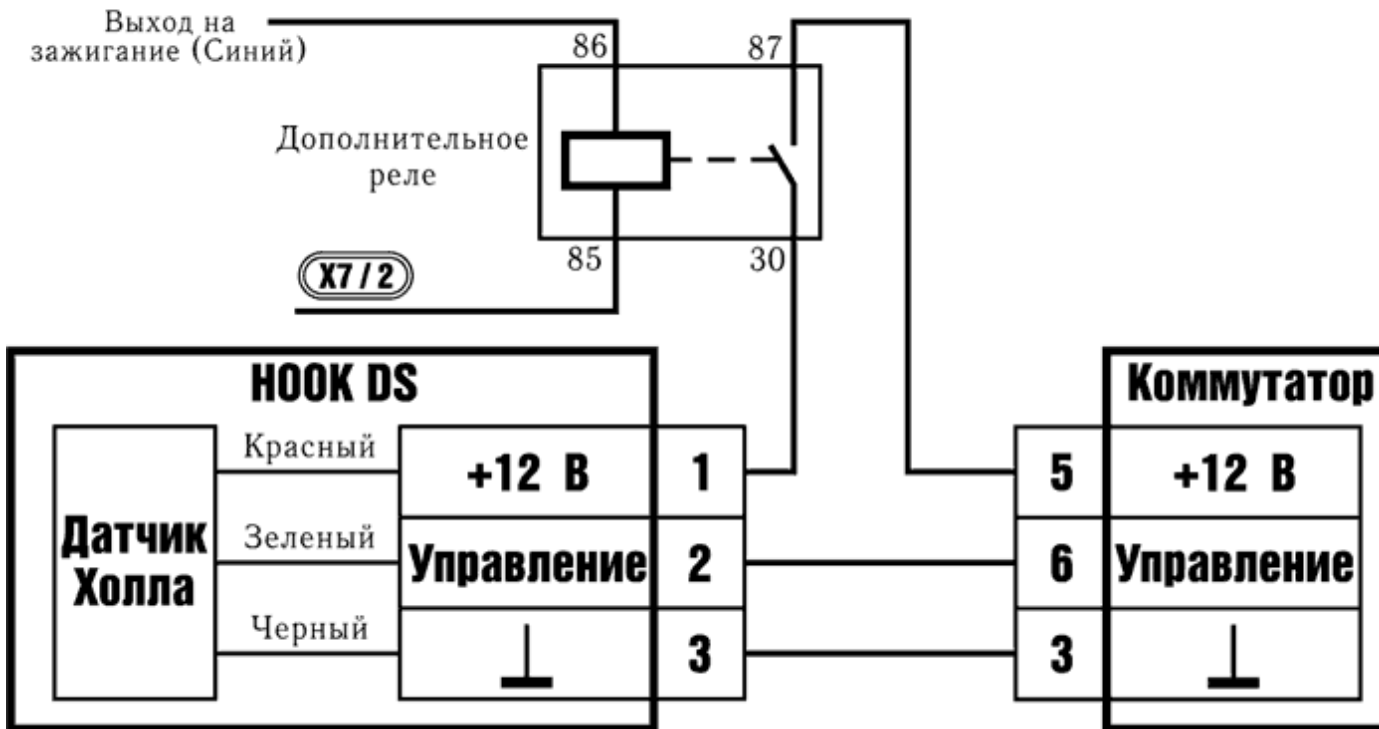 Выход на
зажигание (Синий)
86
87
Дополнительное
реле
85
30
X7 / 2
HOOK DS
Коммутатор
Красный
+12 В
1
5
+12 В
Датчик
Холла
Зеленый
Управление
2
6
Управление
Черный
3
3